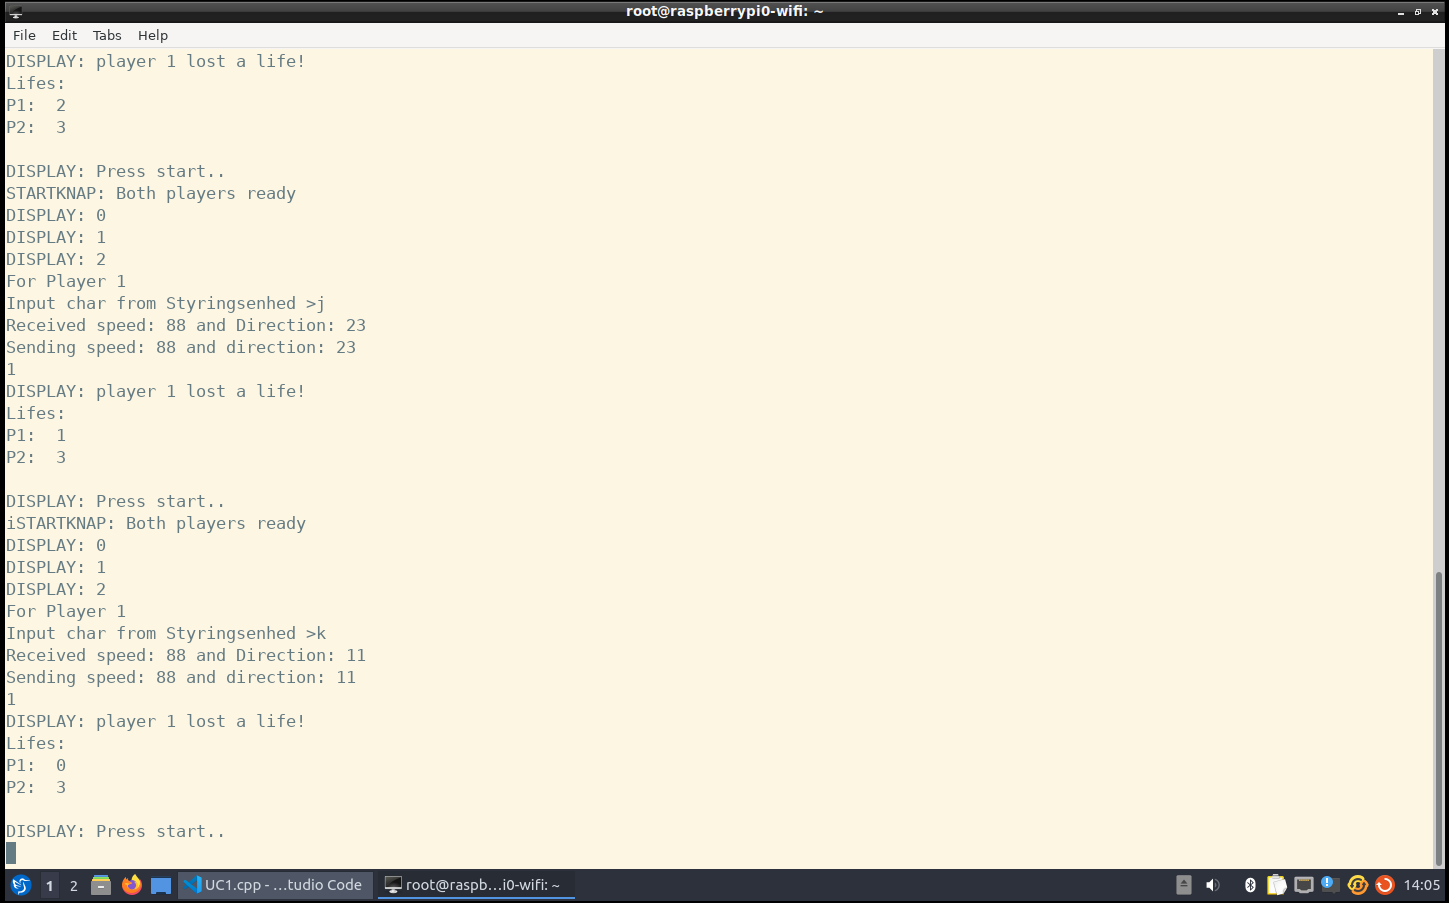 root@raspberrypi0-wifi: ~
File Edit Tabs Help
DISPLAY: player 1 lost a life!
Lifes:
P1:  2
P2:  3
DISPLAY: Press start..
STARTKNAP: Both players ready
DISPLAY: 0
DISPLAY: 1
DISPLAY: 2
For Player 1
Input char from Styringsenhed >j
Received speed: 88 and Direction: 23
Sending speed: 88 and direction: 23
1
DISPLAY: player 1 lost a life!
Lifes:
P1:  1
P2:  3
DISPLAY: Press start..
iSTARTKNAP: Both players ready
DISPLAY: 0
DISPLAY: 1
DISPLAY: 2
For Player 1
Input char from Styringsenhed >k
Received speed: 88 and Direction: 11
Sending speed: 88 and direction: 11
1
DISPLAY: player 1 lost a life!
Lifes:
P1:  0
P2:  3
DISPLAY: Press start..
1 2 UC1.cpp - ...tudio Code root@raspb...i0-wifi: ~ 14:05